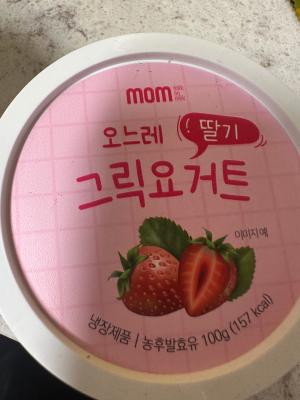 mom
오느레 딸기
그릭요거트
이미지 예
냉장제품 | 농후발효유 100g (157 kcal)